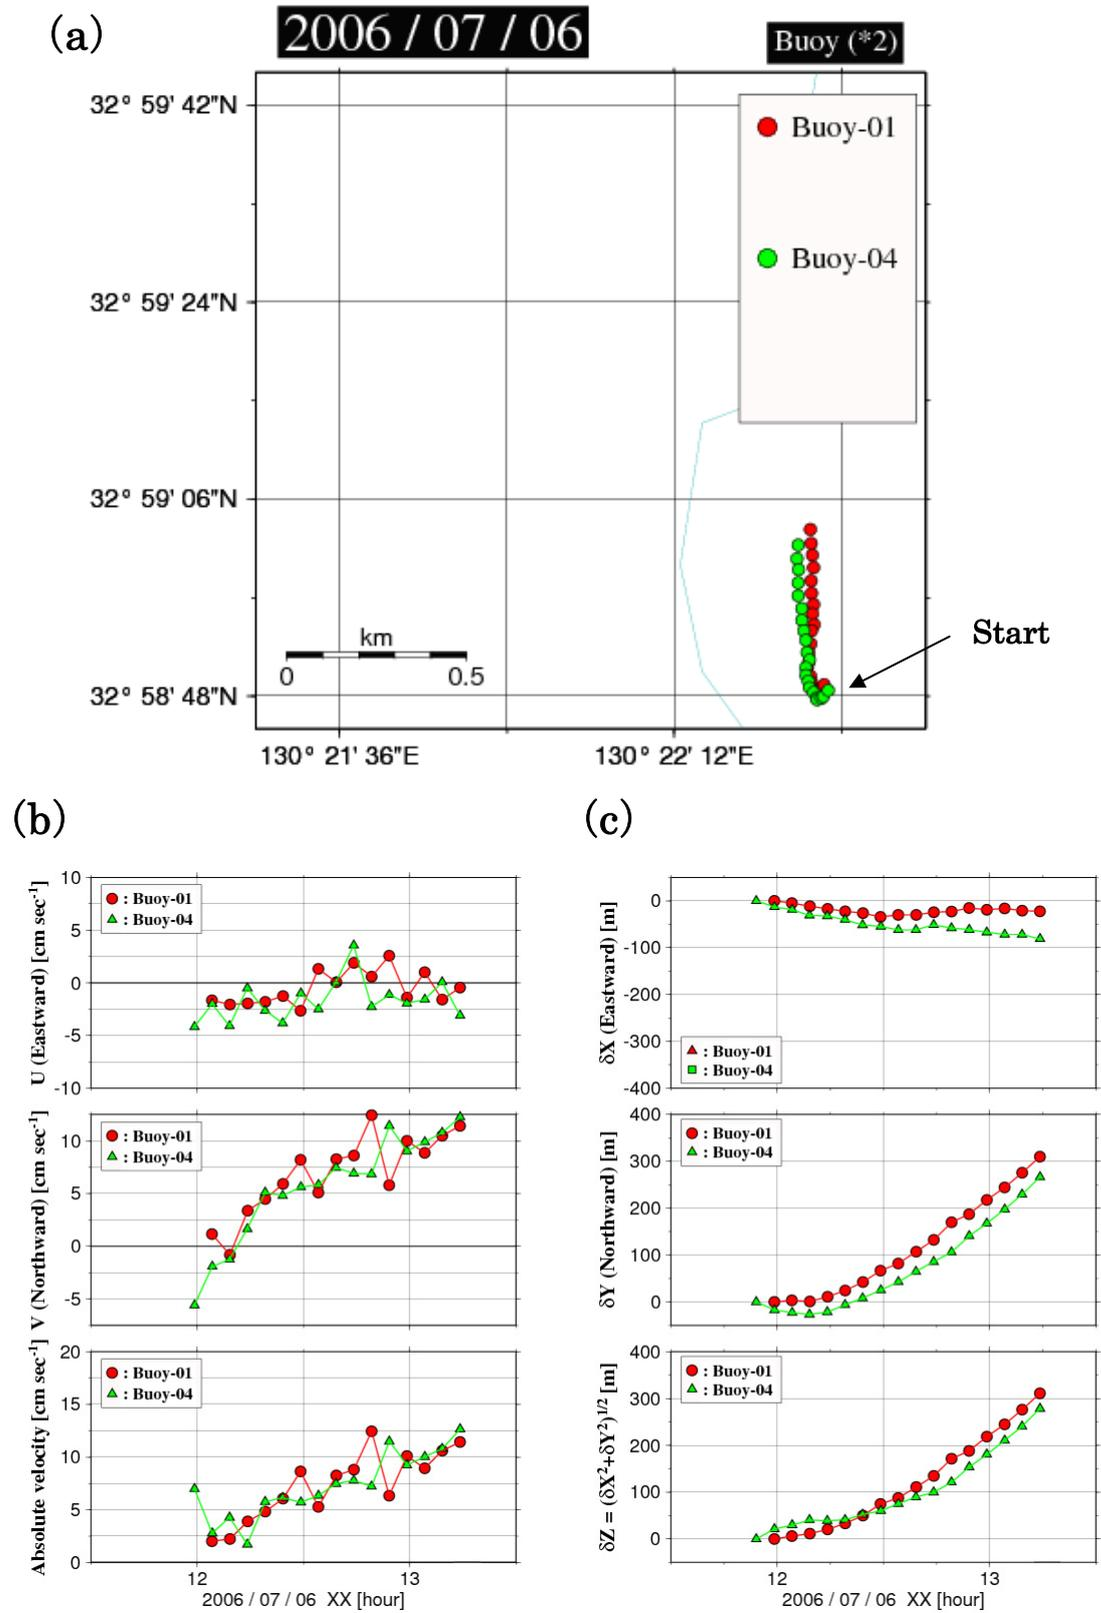 (a)
2006 / 07 / 06
Buoy (*2)
32° 59' 42"N
Buoy-01
Buoy-04
32° 59' 24"N
32° 59' 06"N
km
0 0.5
Start
32° 58' 48"N
130° 21' 36"E 130° 22' 12"E
(b)
U (Eastward) [cm sec⁻¹]
10
5
0
-5
-10
: Buoy-01
: Buoy-04
V (Northward) [cm sec⁻¹]
10
5
0
-5
: Buoy-01
: Buoy-04
Absolute velocity [cm sec⁻¹]
20
15
10
5
0
: Buoy-01
: Buoy-04
12 13
2006 / 07 / 06 XX [hour]
(c)
δX (Eastward) [m]
0
-100
-200
-300
-400
: Buoy-01
: Buoy-04
δY (Northward) [m]
400
300
200
100
0
: Buoy-01
: Buoy-04
δZ = (δX²+δY²)¹ᐟ² [m]
400
300
200
100
0
: Buoy-01
: Buoy-04
12 13
2006 / 07 / 06 XX [hour]